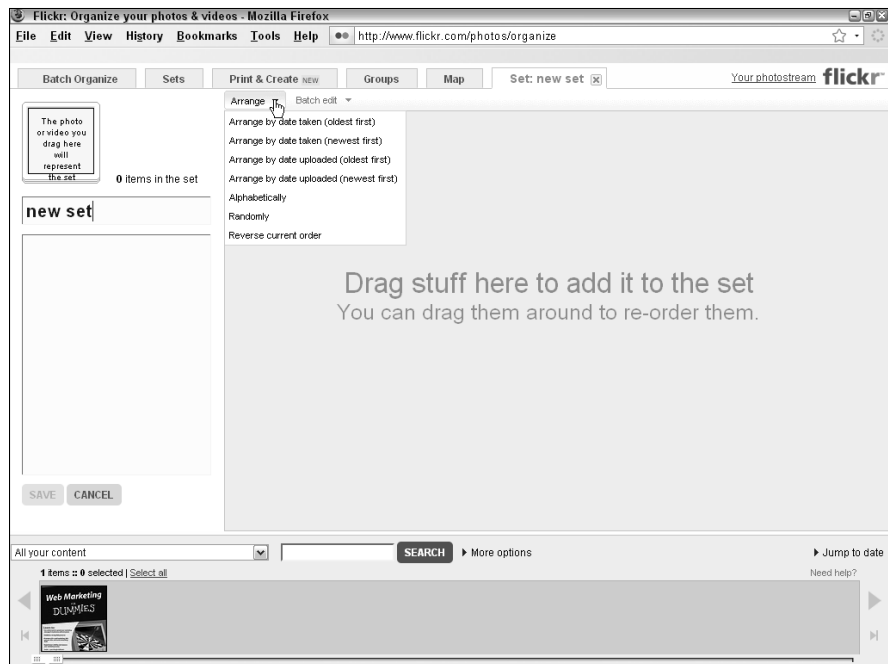 Flickr: Organize your photos & videos - Mozilla Firefox
File Edit View History Bookmarks Tools Help http://www.flickr.com/photos/organize
Batch Organize Sets Print & Create NEW Groups Map Set: new set Your photostream flickr
Arrange Batch edit
The photo
or video you
drag here
will
represent
the set
0 items in the set
new set
Arrange by date taken (oldest first)
Arrange by date taken (newest first)
Arrange by date uploaded (oldest first)
Arrange by date uploaded (newest first)
Alphabetically
Randomly
Reverse current order
Drag stuff here to add it to the set
You can drag them around to re-order them.
SAVE CANCEL
All your content SEARCH More options Jump to date
1 items :: 0 selected | Select all Need help?
Web Marketing
DUMMIES